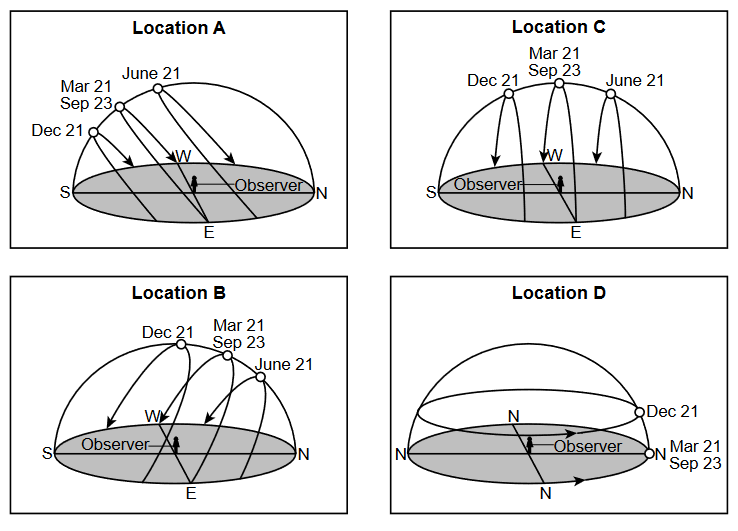 Location A
June 21
Mar 21
Sep 23
Dec 21
W
Observer
S
N
E
Location C
Mar 21
Sep 23
Dec 21
June 21
W
Observer
S
N
E
Location B
Dec 21
Mar 21
Sep 23
June 21
W
Observer
S
N
E
Location D
Dec 21
N
Observer
N
N
Mar 21
Sep 23
N